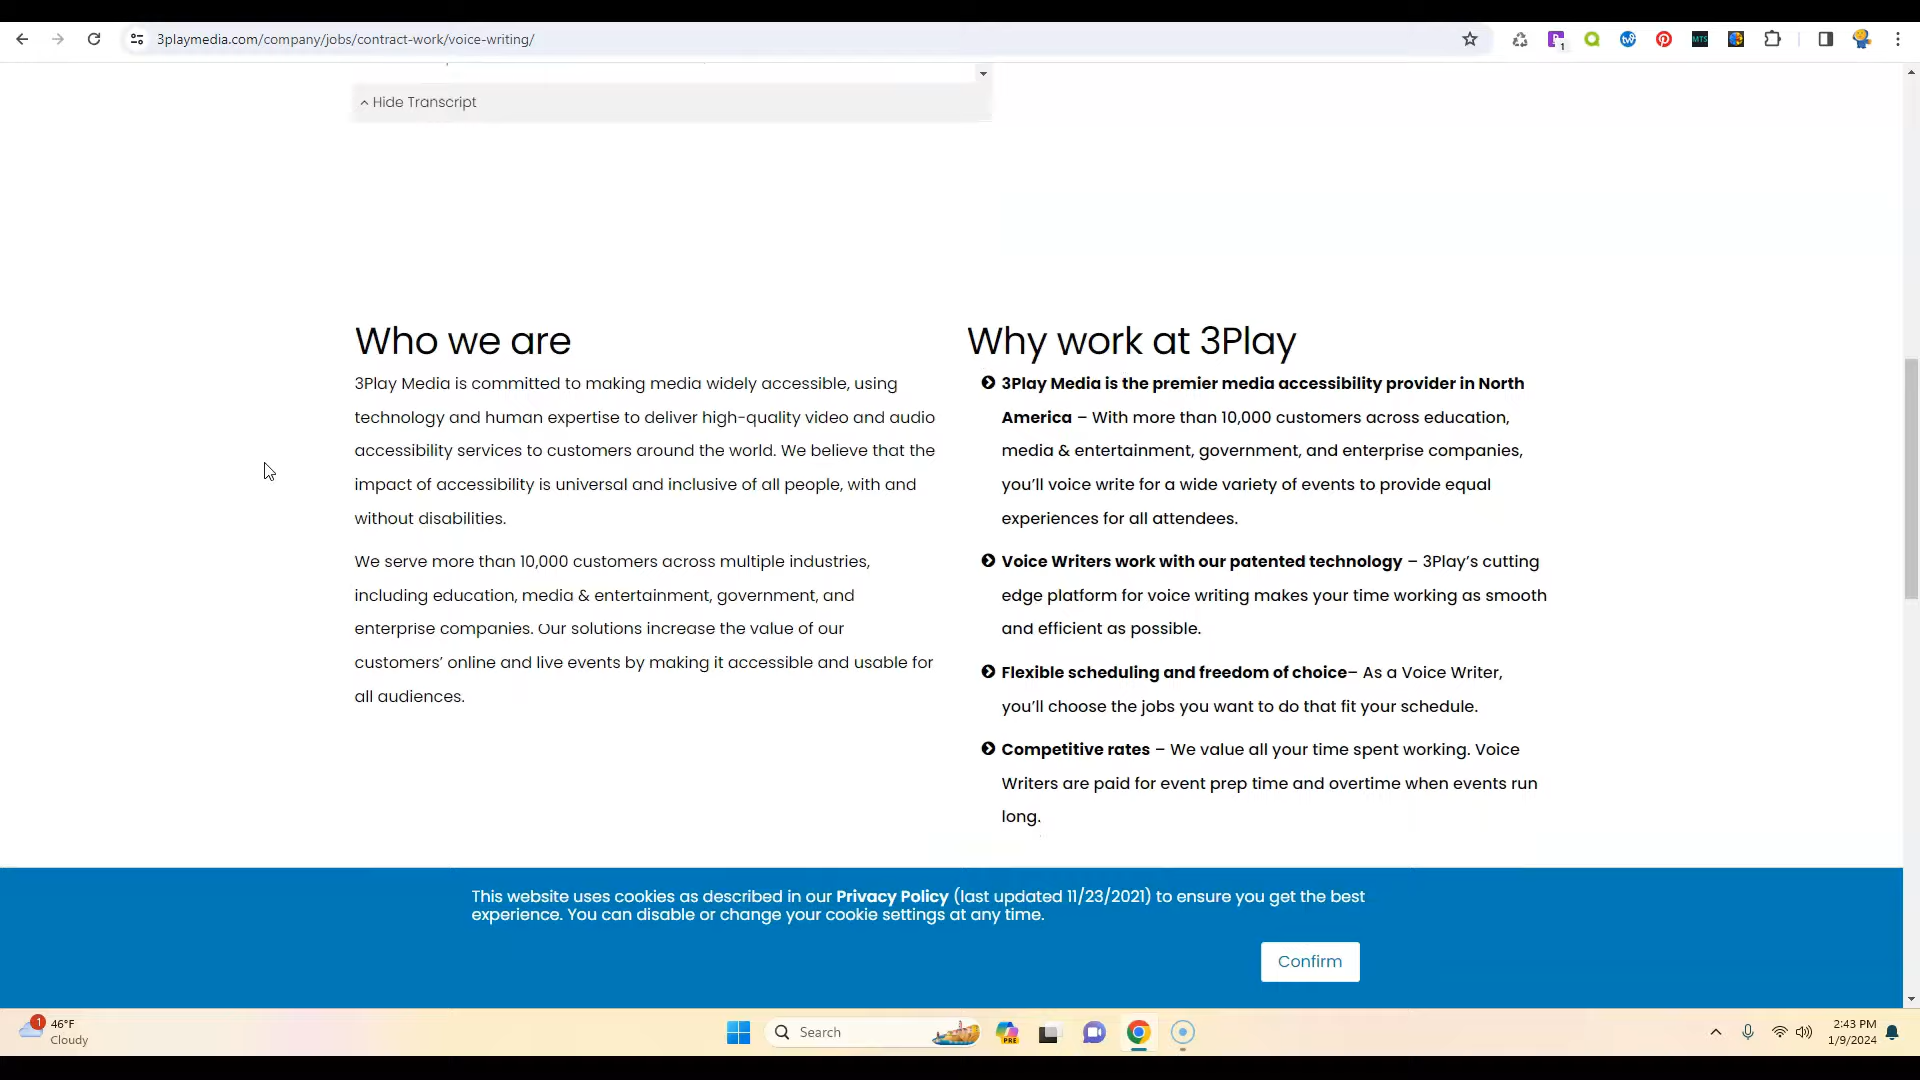 3playmedia.com/company/jobs/contract-work/voice-writing/
1
MTS
Hide Transcript
Who we are
3Play Media is committed to making media widely accessible, using
technology and human expertise to deliver high-quality video and audio
accessibility services to customers around the world. We believe that the
impact of accessibility is universal and inclusive of all people, with and
without disabilities.
We serve more than 10,000 customers across multiple industries,
including education, media & entertainment, government, and
enterprise companies. Our solutions increase the value of our
customers’ online and live events by making it accessible and usable for
all audiences.
Why work at 3Play
3Play Media is the premier media accessibility provider in North
America – With more than 10,000 customers across education,
media & entertainment, government, and enterprise companies,
you’ll voice write for a wide variety of events to provide equal
experiences for all attendees.
Voice Writers work with our patented technology – 3Play’s cutting
edge platform for voice writing makes your time working as smooth
and efficient as possible.
Flexible scheduling and freedom of choice– As a Voice Writer,
you’ll choose the jobs you want to do that fit your schedule.
Competitive rates – We value all your time spent working. Voice
Writers are paid for event prep time and overtime when events run
long.
This website uses cookies as described in our Privacy Policy (last updated 11/23/2021) to ensure you get the best
experience. You can disable or change your cookie settings at any time.
Confirm
1
46°F
Cloudy
Search
PRE
2:43 PM
1/9/2024